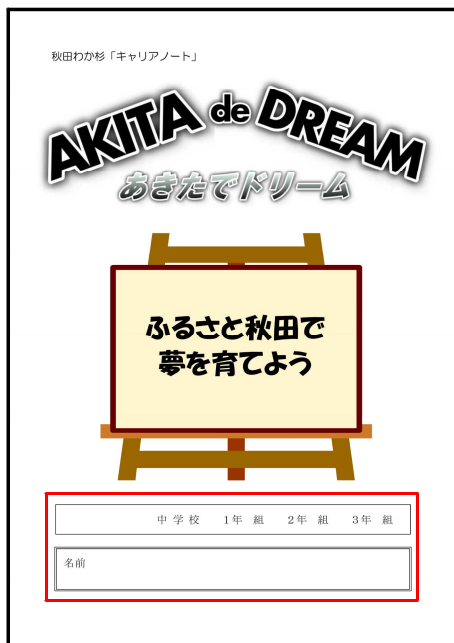 秋田わか杉「キャリアノート」
AKITA de DREAM
あきたでドリーム
ふるさと秋田で
夢を育てよう
中学校 1年 組 2年 組 3年 組
名前